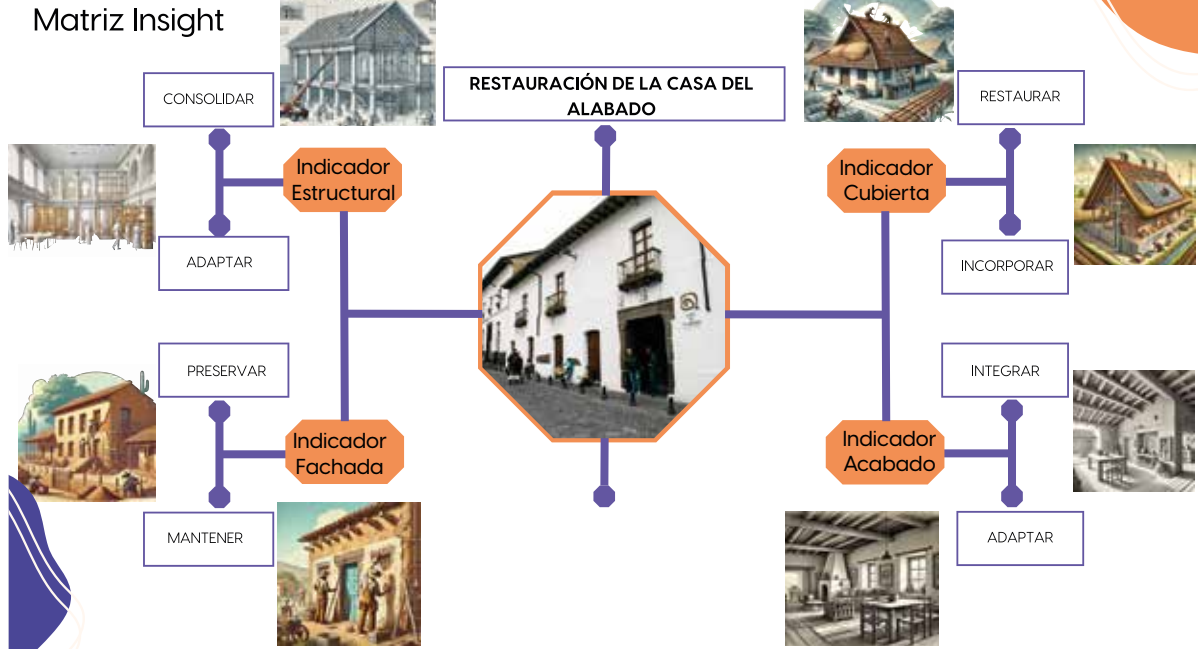 Matriz Insight
RESTAURACIÓN DE LA CASA DEL
ALABADO
CONSOLIDAR
Indicador
Estructural
ADAPTAR
PRESERVAR
Indicador
Fachada
MANTENER
RESTAURAR
Indicador
Cubierta
INCORPORAR
INTEGRAR
Indicador
Acabado
ADAPTAR